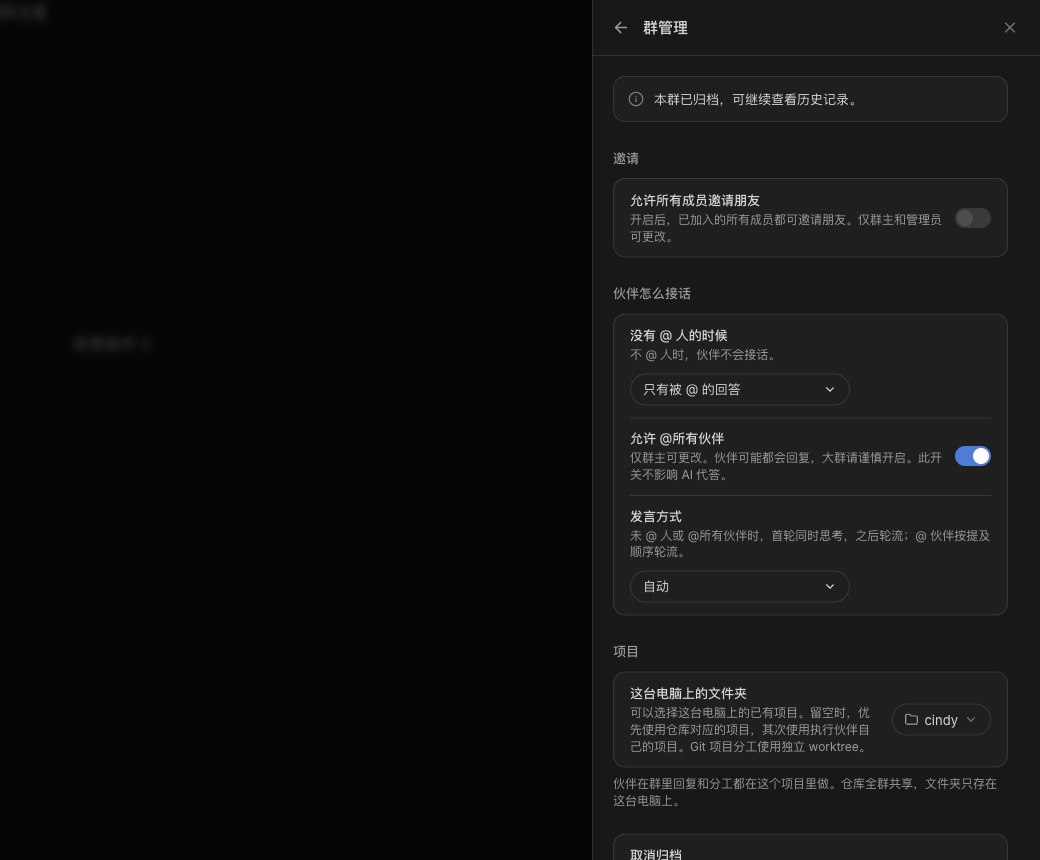 群管理
本群已归档，可继续查看历史记录。
邀请
允许所有成员邀请朋友
开启后，已加入的所有成员都可邀请朋友。仅群主和管理员
可更改。
伙伴怎么接话
没有 @ 人的时候
不 @ 人时，伙伴不会接话。
只有被 @ 的回答
允许 @所有伙伴
仅群主可更改。伙伴可能都会回复，大群请谨慎开启。此开
关不影响 AI 代答。
发言方式
未 @ 人或 @所有伙伴时，首轮同时思考，之后轮流；@ 伙伴按提及
顺序轮流。
自动
项目
这台电脑上的文件夹
可以选择这台电脑上的已有项目。留空时，优
先使用仓库对应的项目，其次使用执行伙伴自
己的项目。Git 项目分工使用独立 worktree。
cindy
伙伴在群里回复和分工都在这个项目里做。仓库全群共享，文件夹只存在
这台电脑上。
取消归档